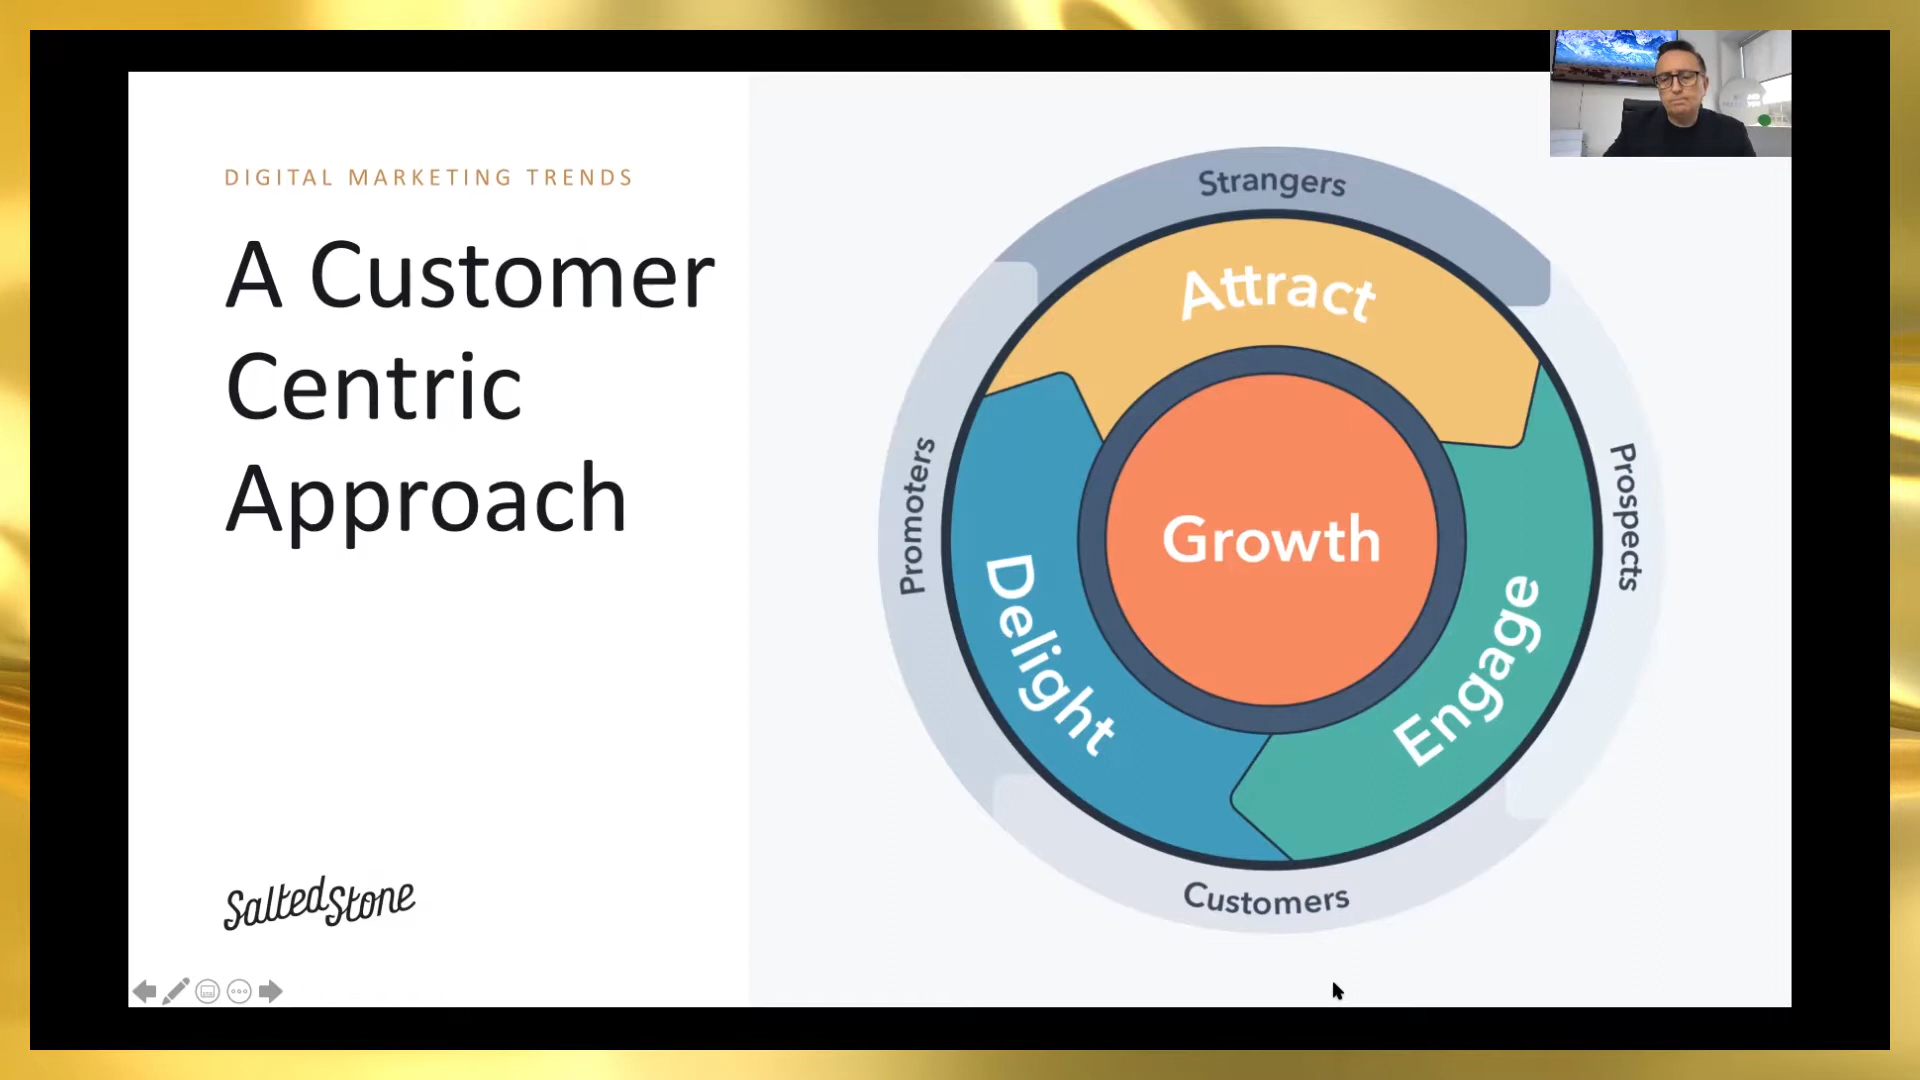 DIGITAL MARKETING TRENDS
A Customer
Centric
Approach
Strangers
Attract
Promoters
Prospects
Growth
Delight
Engage
Customers
SaltedStone